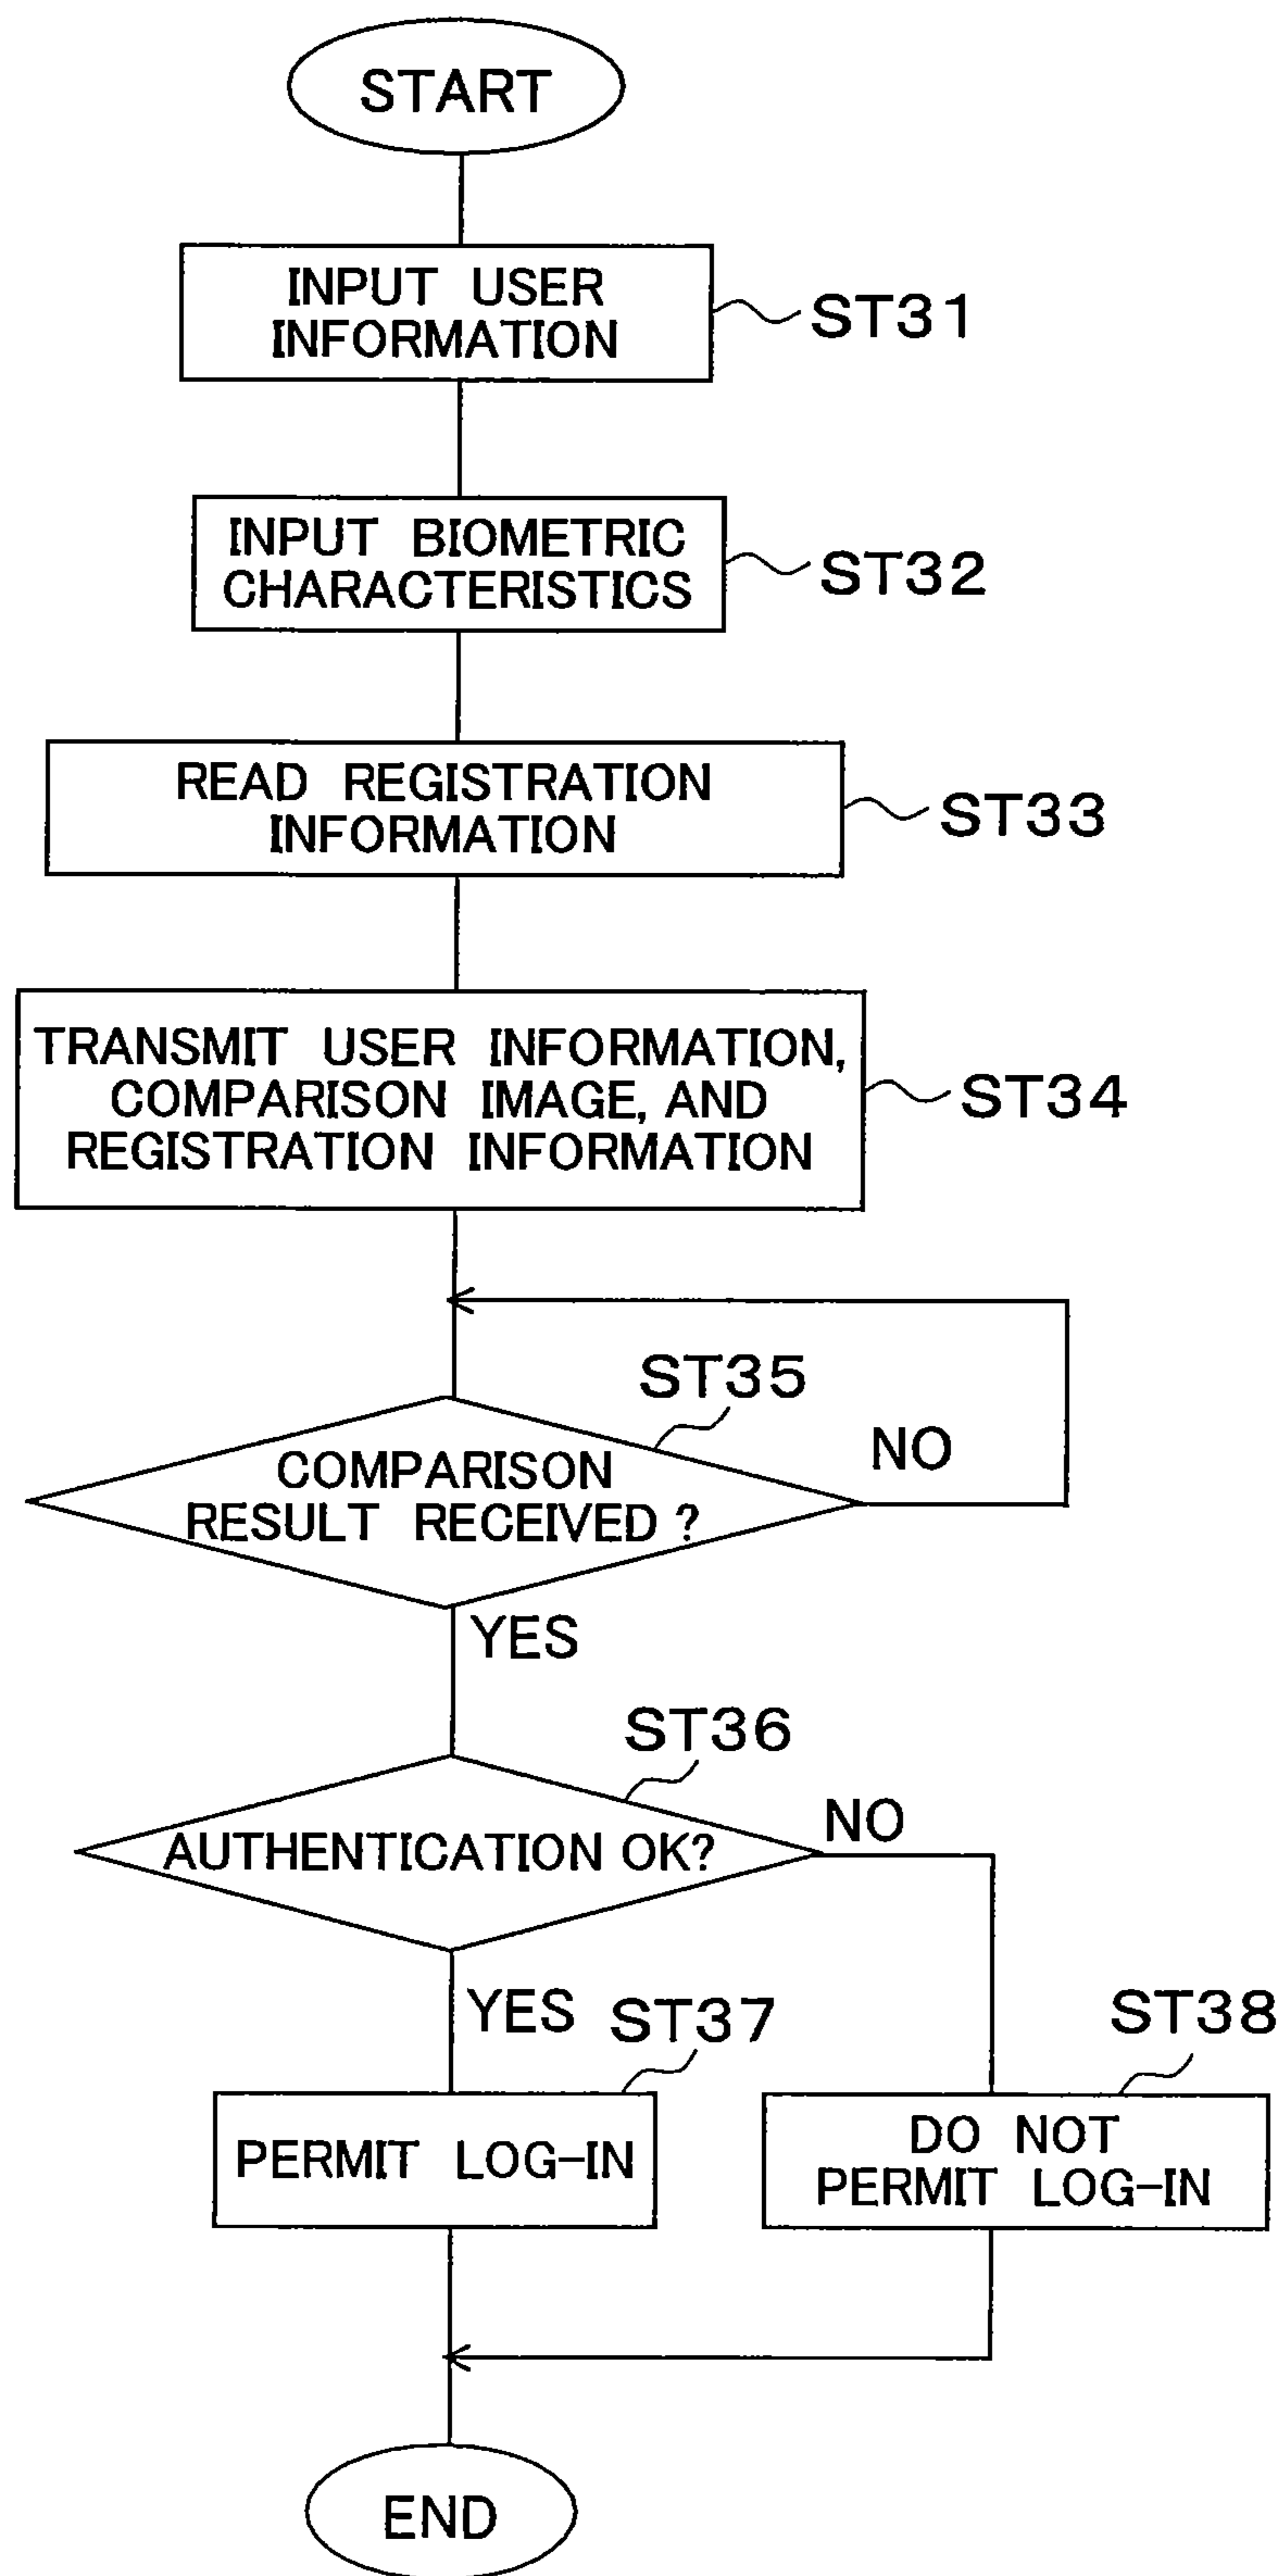 START
INPUT USER
INFORMATION
ST31
INPUT BIOMETRIC
CHARACTERISTICS
ST32
READ REGISTRATION
INFORMATION
ST33
TRANSMIT USER INFORMATION,
COMPARISON IMAGE, AND
REGISTRATION INFORMATION
ST34
ST35
COMPARISON
RESULT RECEIVED ?
NO
YES
ST36
AUTHENTICATION OK?
NO
YES
ST37
PERMIT LOG-IN
ST38
DO NOT
PERMIT LOG-IN
END